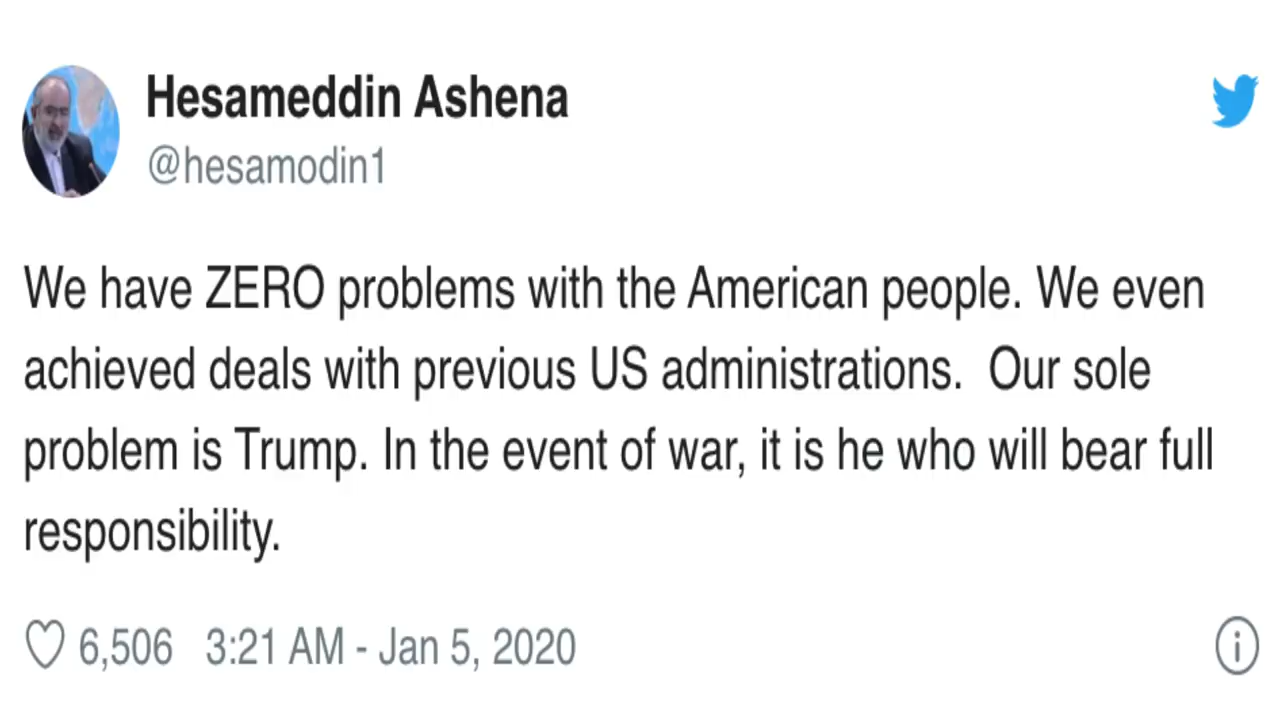 Hesameddin Ashena
@hesamodin1
We have ZERO problems with the American people. We even
achieved deals with previous US administrations.  Our sole
problem is Trump. In the event of war, it is he who will bear full
responsibility.
6,506 3:21 AM - Jan 5, 2020